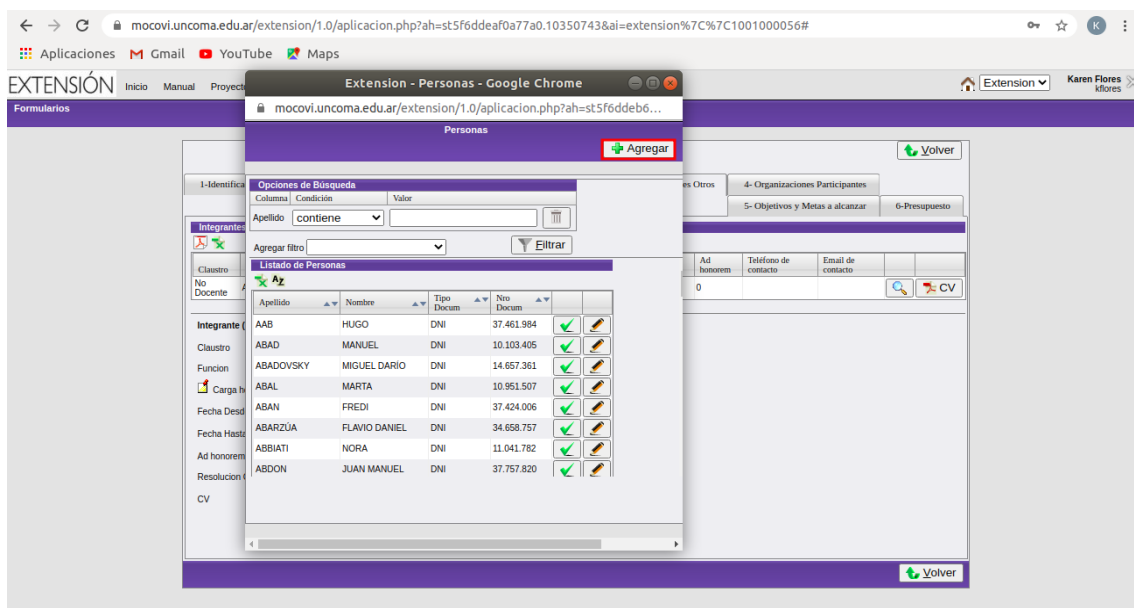 mocovi.uncoma.edu.ar/extension/1.0/aplicacion.php?ah=st5f6ddeaf0a77a0.10350743&ai=extension%7C%7C1001000056#
K
Aplicaciones Gmail YouTube Maps
EXTENSIÓN Inicio Manual Proyect
Extension
Karen Flores
kflores
Formularios
Volver
1-Identifica
es Otros
4- Organizaciones Participantes
5- Objetivos y Metas a alcanzar
6-Presupuesto
Integrantes
Claustro
Ad honorem
Teléfono de contacto
Email de contacto
No Docente
0
CV
Integrante (
Claustro
Funcion
Carga h
Fecha Desd
Fecha Hasta
Ad honorem
Resolucion
CV
Volver
Extension - Personas - Google Chrome
mocovi.uncoma.edu.ar/extension/1.0/aplicacion.php?ah=st5f6ddeb6...
Personas
Agregar
Opciones de Búsqueda
Columna Condición Valor
Apellido contiene
Agregar filtro
Filtrar
Listado de Personas
Apellido Nombre Tipo Docum Nro Docum
AAB HUGO DNI 37.461.984
ABAD MANUEL DNI 10.103.405
ABADOVSKY MIGUEL DARÍO DNI 14.657.361
ABAL MARTA DNI 10.951.507
ABAN FREDI DNI 37.424.006
ABARZÚA FLAVIO DANIEL DNI 34.658.757
ABBIATI NORA DNI 11.041.782
ABDON JUAN MANUEL DNI 37.757.820